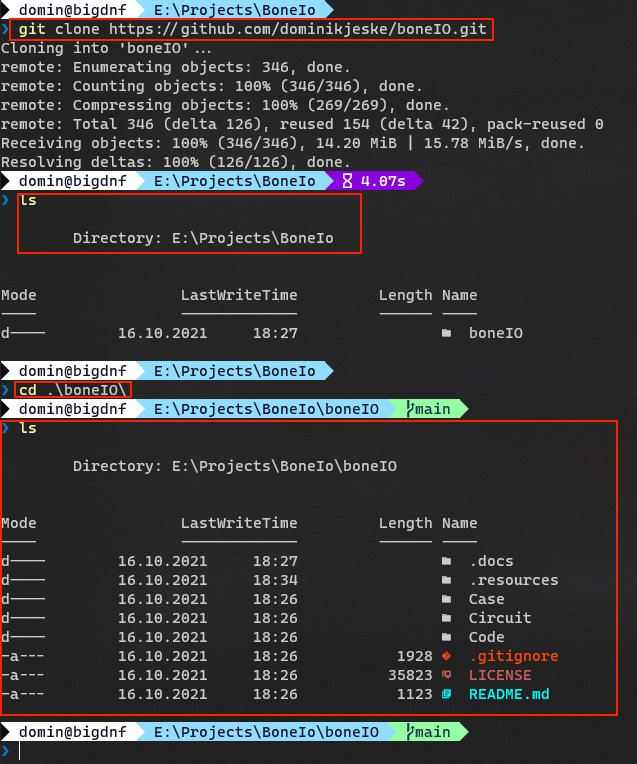 domin@bigdnf E:\Projects\BoneIo
❯ git clone https://github.com/dominikjeske/boneIO.git
Cloning into 'boneIO'...
remote: Enumerating objects: 346, done.
remote: Counting objects: 100% (346/346), done.
remote: Compressing objects: 100% (269/269), done.
remote: Total 346 (delta 126), reused 154 (delta 42), pack-reused 0
Receiving objects: 100% (346/346), 14.20 MiB | 15.78 MiB/s, done.
Resolving deltas: 100% (126/126), done.
domin@bigdnf E:\Projects\BoneIo 4.07s
❯ ls
Directory: E:\Projects\BoneIo
Mode LastWriteTime Length Name
---- ------------- ------ ----
d---- 16.10.2021 18:27 boneIO
domin@bigdnf E:\Projects\BoneIo
❯ cd .\boneIO\
domin@bigdnf E:\Projects\BoneIo\boneIO main
❯ ls
Directory: E:\Projects\BoneIo\boneIO
Mode LastWriteTime Length Name
---- ------------- ------ ----
d---- 16.10.2021 18:27 .docs
d---- 16.10.2021 18:34 .resources
d---- 16.10.2021 18:26 Case
d---- 16.10.2021 18:26 Circuit
d---- 16.10.2021 18:26 Code
-a--- 16.10.2021 18:26 1928 .gitignore
-a--- 16.10.2021 18:26 35823 LICENSE
-a--- 16.10.2021 18:26 1123 README.md
domin@bigdnf E:\Projects\BoneIo\boneIO main
❯